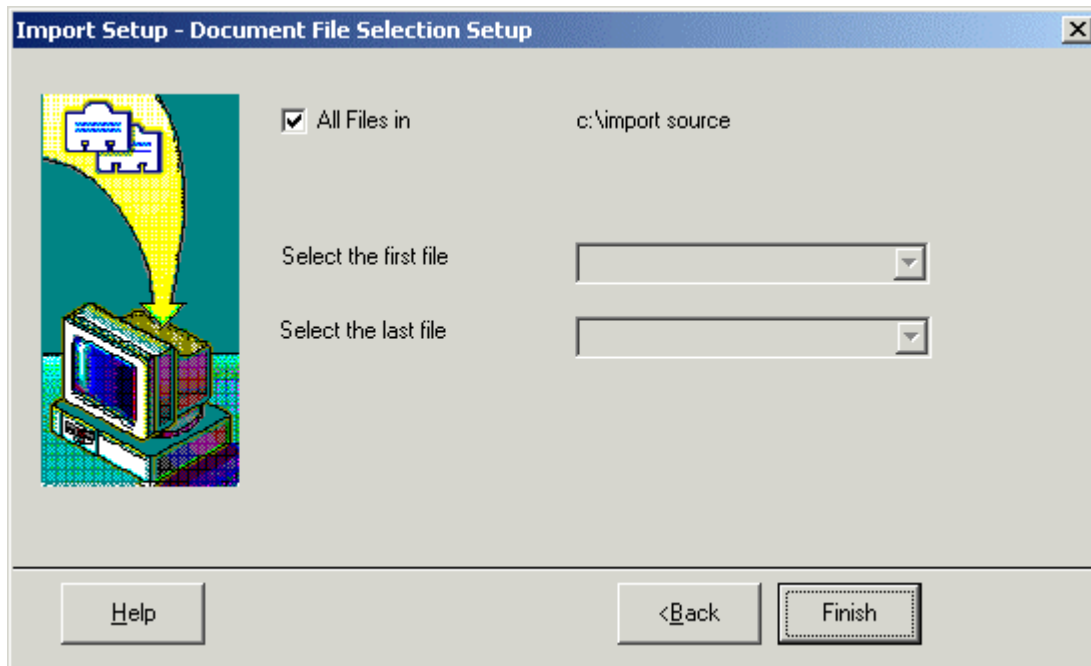 Import Setup - Document File Selection Setup
All Files in c:\import source
Select the first file
Select the last file
Help <Back Finish